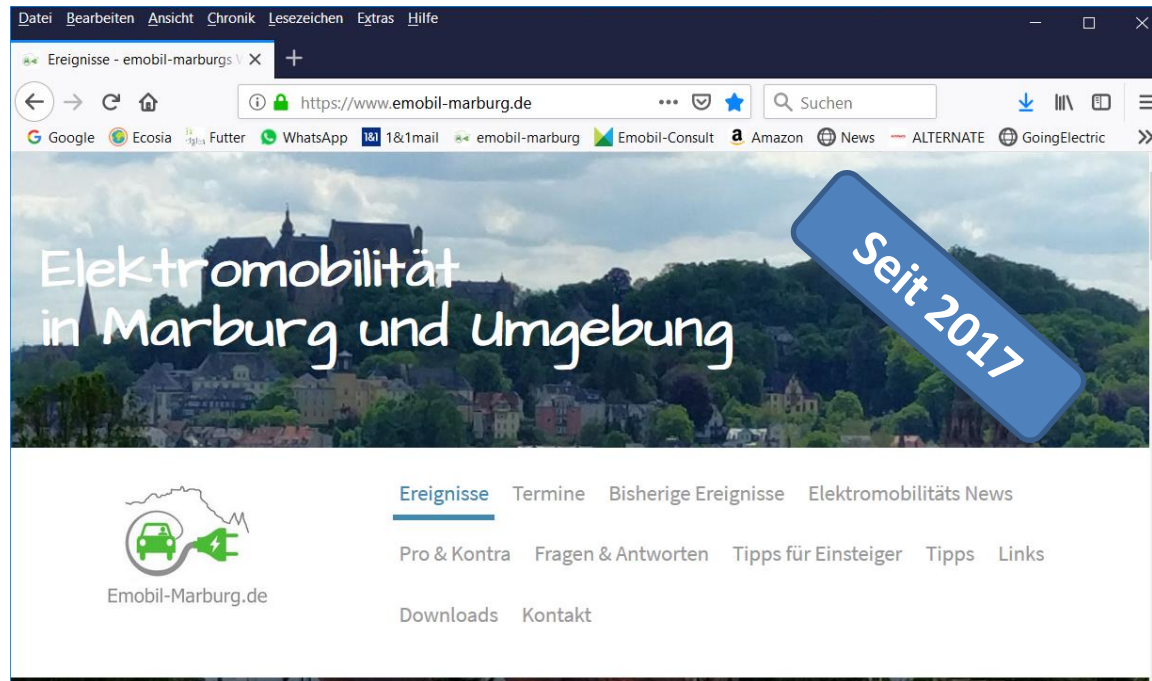 Datei Bearbeiten Ansicht Chronik Lesezeichen Extras Hilfe
Ereignisse - emobil-marburgs
https://www.emobil-marburg.de
Suchen
Google Ecosia Futter WhatsApp 1&1mail emobil-marburg Emobil-Consult Amazon News ALTERNATE GoingElectric
Elektromobilität
in Marburg und Umgebung
Seit 2017
Emobil-Marburg.de
Ereignisse Termine Bisherige Ereignisse Elektromobilitäts News
Pro & Kontra Fragen & Antworten Tipps für Einsteiger Tipps Links
Downloads Kontakt